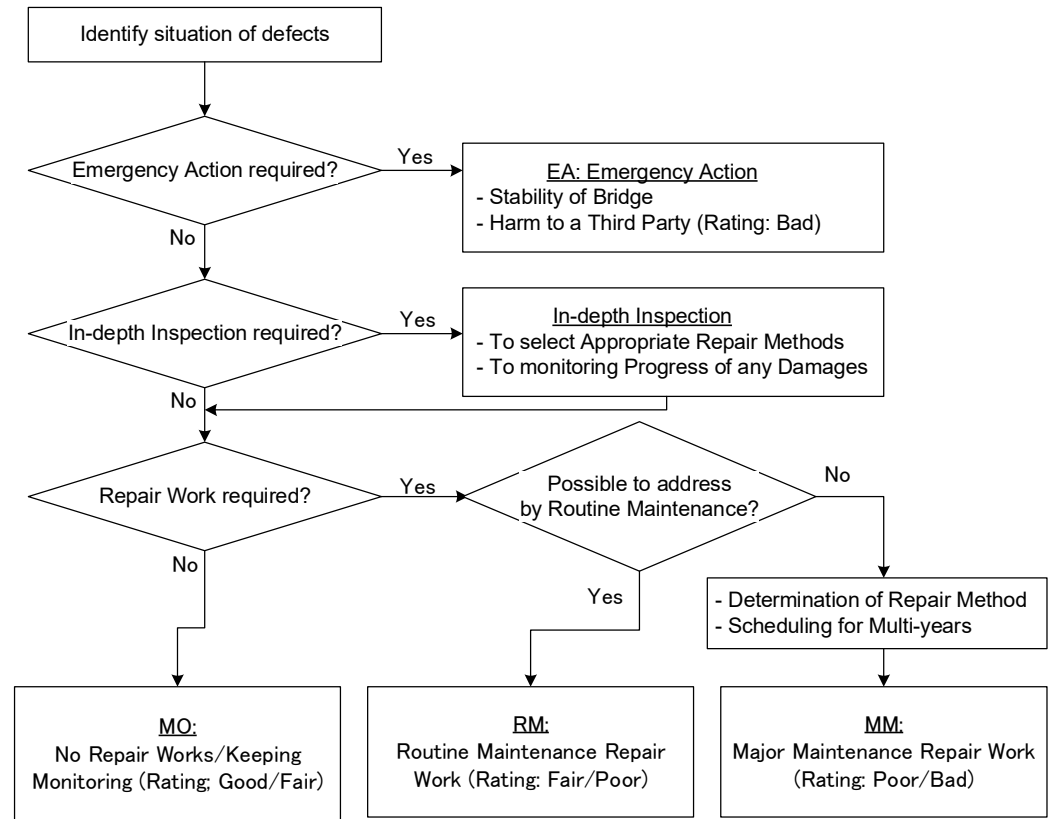 Identify situation of defects
Emergency Action required?
Yes
EA: Emergency Action
- Stability of Bridge
- Harm to a Third Party (Rating: Bad)
No
In-depth Inspection required?
Yes
In-depth Inspection
- To select Appropriate Repair Methods
- To monitoring Progress of any Damages
No
Repair Work required?
Yes
Possible to address
by Routine Maintenance?
No
No
Yes
- Determination of Repair Method
- Scheduling for Multi-years
MO:
No Repair Works/Keeping
Monitoring (Rating; Good/Fair)
RM:
Routine Maintenance Repair
Work (Rating: Fair/Poor)
MM:
Major Maintenance Repair Work
(Rating: Poor/Bad)